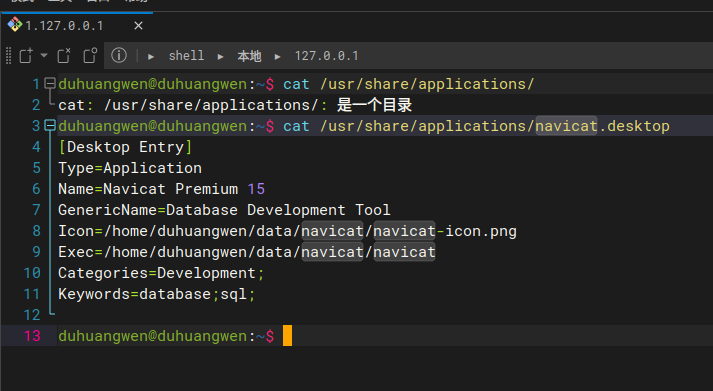 1.127.0.0.1
shell 本地 127.0.0.1
1 duhuangwen@duhuangwen:~$ cat /usr/share/applications/
2 cat: /usr/share/applications/: 是一个目录
3 duhuangwen@duhuangwen:~$ cat /usr/share/applications/navicat.desktop
4 [Desktop Entry]
5 Type=Application
6 Name=Navicat Premium 15
7 GenericName=Database Development Tool
8 Icon=/home/duhuangwen/data/navicat/navicat-icon.png
9 Exec=/home/duhuangwen/data/navicat/navicat
10 Categories=Development;
11 Keywords=database;sql;
12
13 duhuangwen@duhuangwen:~$